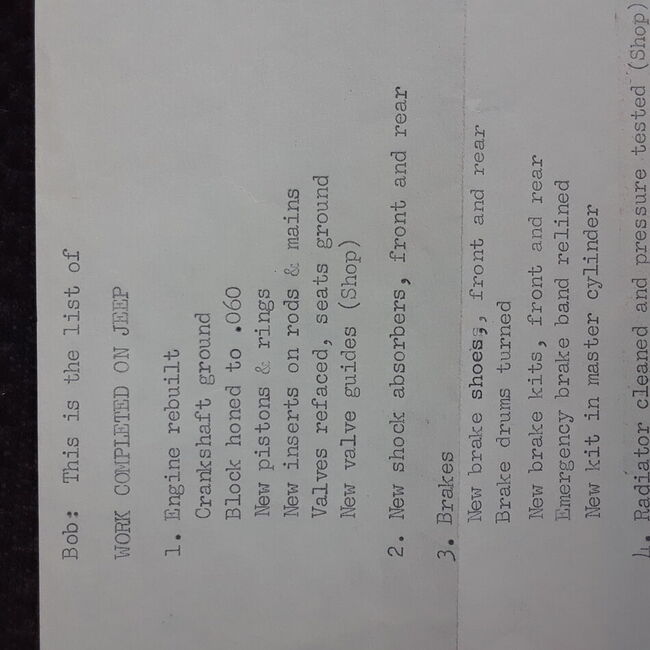 Bob: This is the list of
WORK COMPLETED ON JEEP
1. Engine rebuilt
Crankshaft ground
Block honed to .060
New pistons & rings
New inserts on rods & mains
Valves refaced, seats ground
New valve guides (Shop)
2. New shock absorbers, front and rear
3. Brakes
New brake shoes, front and rear
Brake drums turned
New brake kits, front and rear
Emergency brake band relined
New kit in master cylinder
4. Radiator cleaned and pressure tested (Shop)